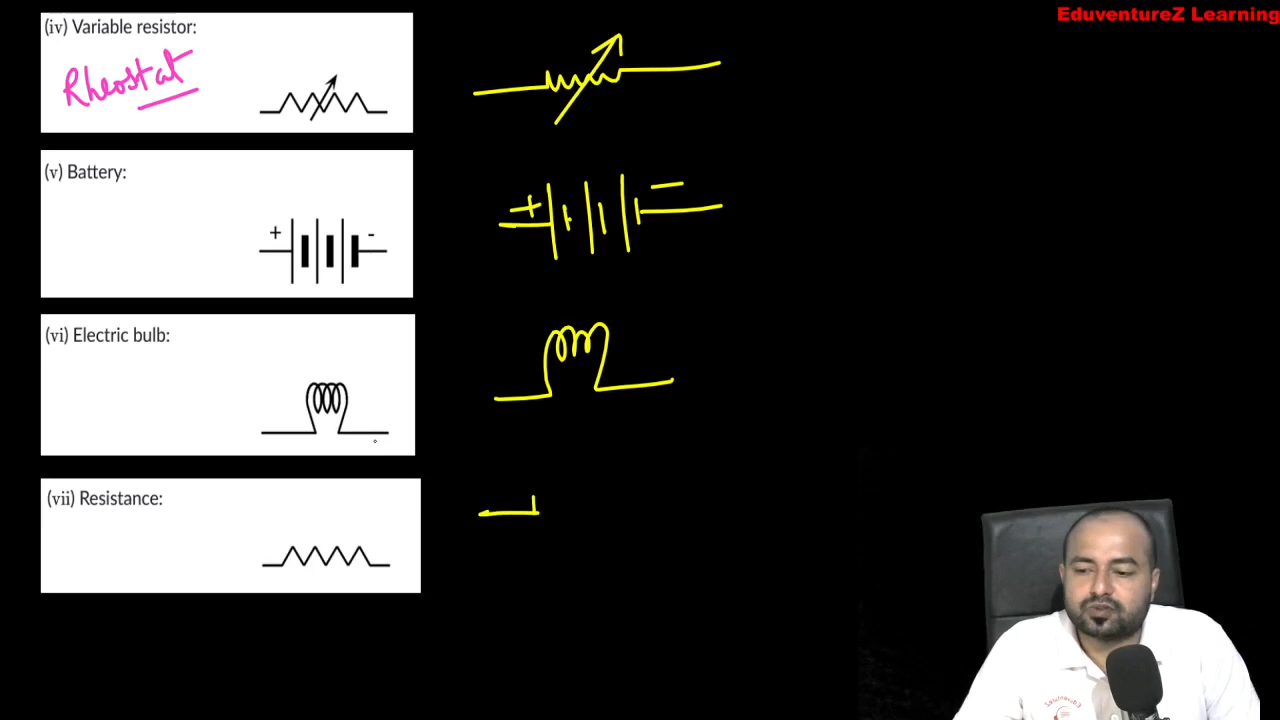 EduventureZ Learning
(iv) Variable resistor:
Rheostat
(v) Battery:
+ -
+ -
(vi) Electric bulb:
(vii) Resistance: